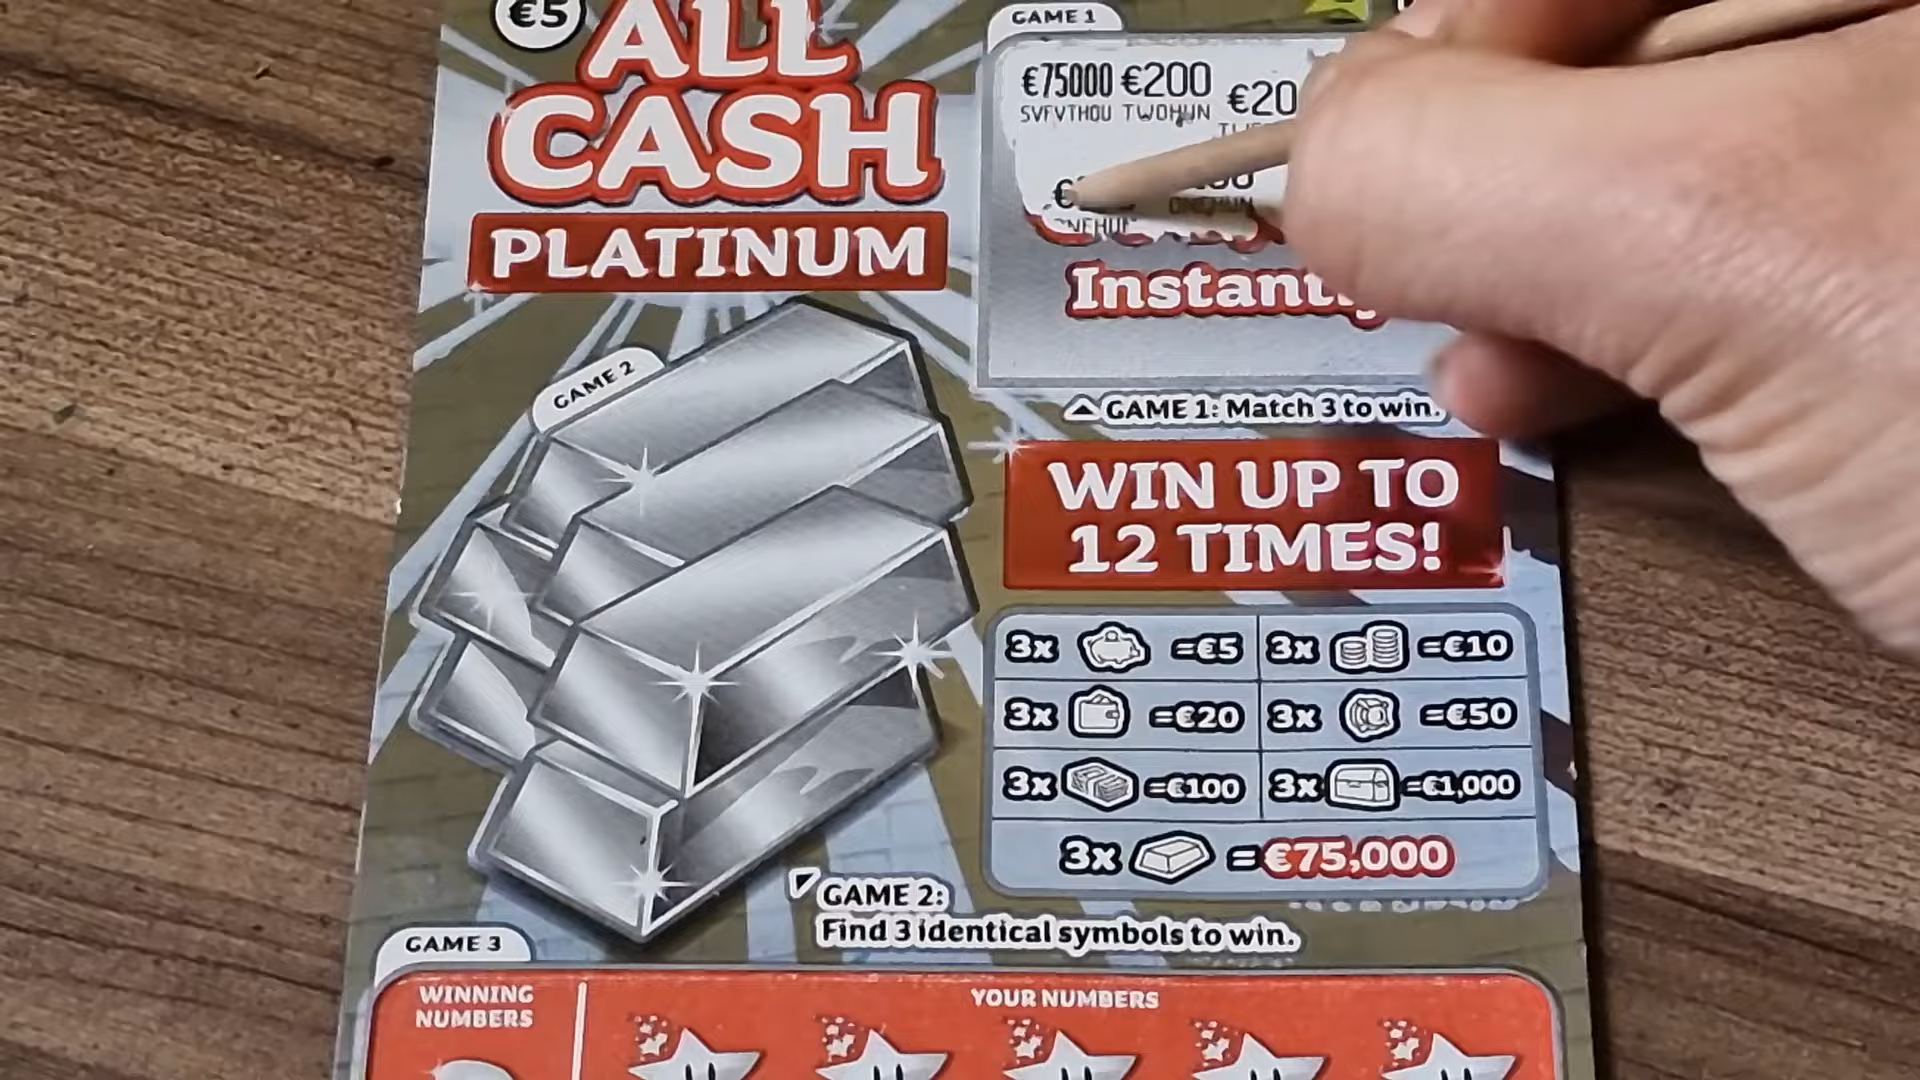 €5
ALL
CASH
PLATINUM
GAME 1
€75000 €200 €20
SVFVTHOU TWOHUN
ONEHUN
Instantly
GAME 1: Match 3 to win.
WIN UP TO
12 TIMES!
GAME 2
3x =€5 3x =€10
3x =€20 3x =€50
3x =€100 3x =€1,000
3x =€75,000
GAME 2:
Find 3 identical symbols to win.
GAME 3
WINNING
NUMBERS
YOUR NUMBERS